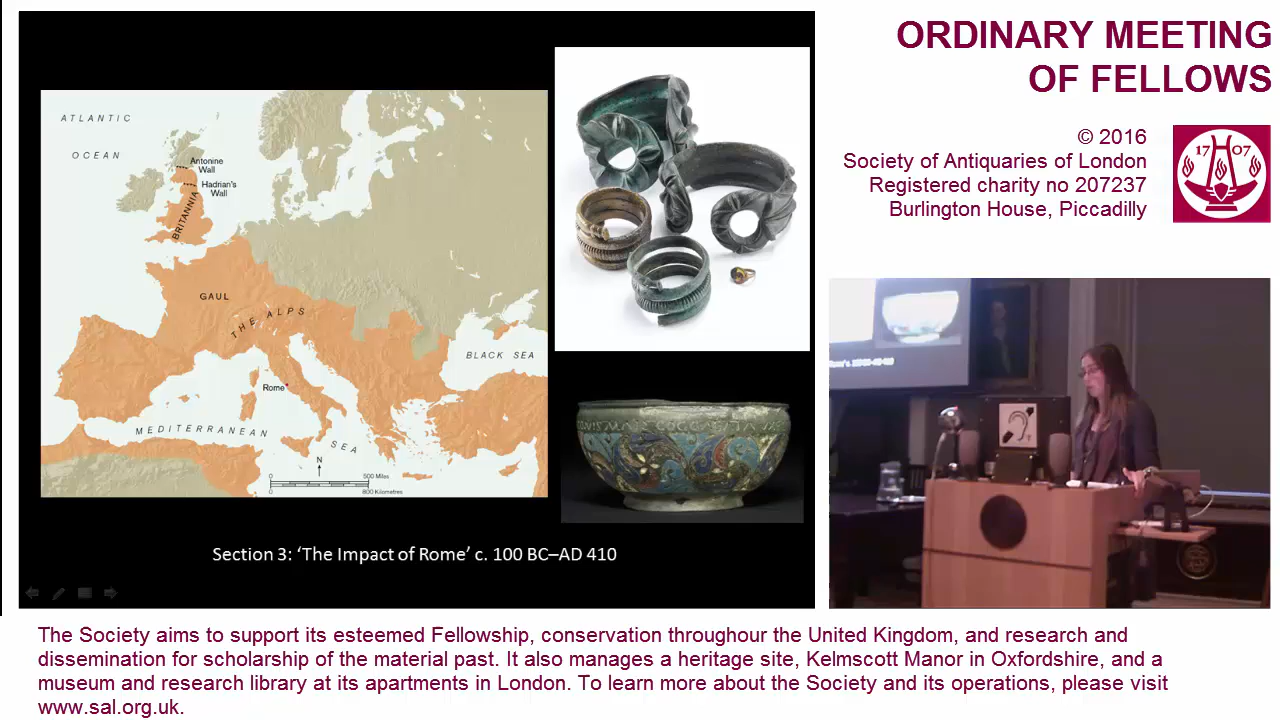 ORDINARY MEETING
OF FELLOWS
© 2016
Society of Antiquaries of London
Registered charity no 207237
Burlington House, Piccadilly
17 07
ATLANTIC
OCEAN
Antonine
Wall
Hadrian's
Wall
BRITANNIA
GAUL
THE ALPS
BLACK SEA
Rome
MEDITERRANEAN
SEA
N
0 500 Miles
0 800 Kilometres
Section 3: ‘The Impact of Rome’ c. 100 BC–AD 410
The Society aims to support its esteemed Fellowship, conservation throughour the United Kingdom, and research and
dissemination for scholarship of the material past. It also manages a heritage site, Kelmscott Manor in Oxfordshire, and a
museum and research library at its apartments in London. To learn more about the Society and its operations, please visit
www.sal.org.uk.